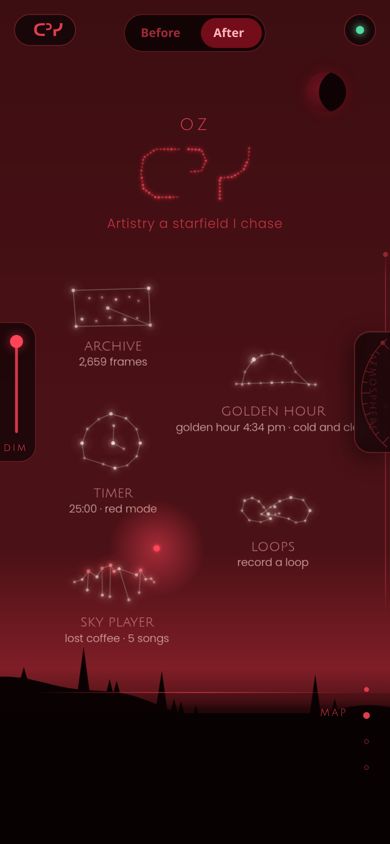 Before After
OZ
Artistry a starfield I chase
ARCHIVE
2,659 frames
GOLDEN HOUR
golden hour 4:34 pm · cold and
TIMER
25:00 · red mode
LOOPS
record a loop
SKY PLAYER
lost coffee · 5 songs
DIM
MAP